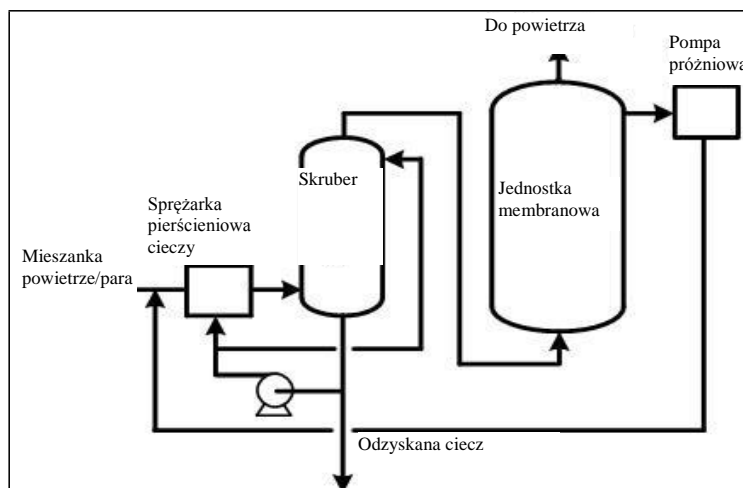 Do powietrza
Pompa
próżniowa
Skruber
Jednostka
membranowa
Sprężarka
pierścieniowa
cieczy
Mieszanka
powietrze/para
Odzyskana ciecz